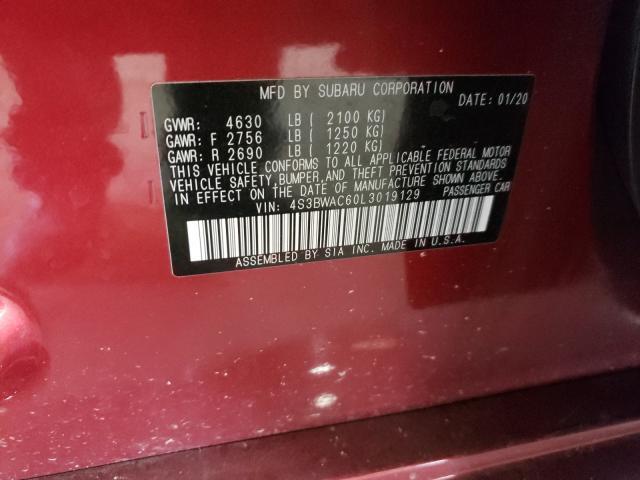 MFD BY SUBARU CORPORATION
DATE: 01/20
GVWR: 4630 LB ( 2100 KG)
GAWR: F 2756 LB ( 1250 KG)
GAWR: R 2690 LB ( 1220 KG)
THIS VEHICLE CONFORMS TO ALL APPLICABLE FEDERAL MOTOR
VEHICLE SAFETY,BUMPER,AND THEFT PREVENTION STANDARDS
IN EFFECT ON THE DATE OF MANUFACTURE SHOWN ABOVE.
VIN: 4S3BWAC60L3019129 PASSENGER CAR
ASSEMBLED BY SIA INC. MADE IN U.S.A.